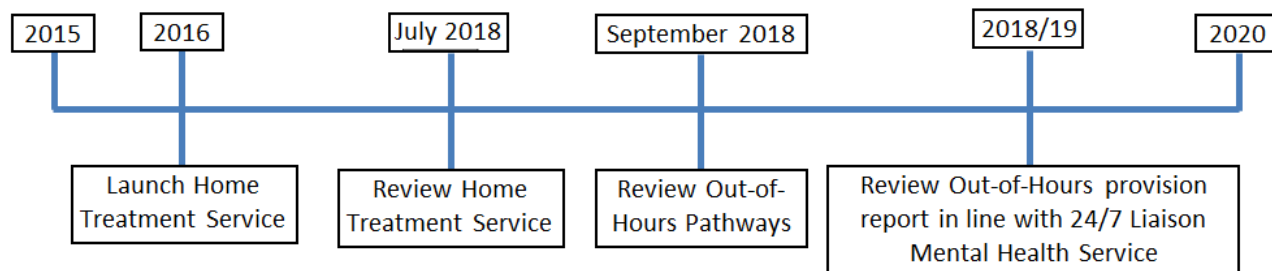 2015
2016
July 2018
September 2018
2018/19
2020
Launch Home
Treatment Service
Review Home
Treatment Service
Review Out-of-
Hours Pathways
Review Out-of-Hours provision
report in line with 24/7 Liaison
Mental Health Service